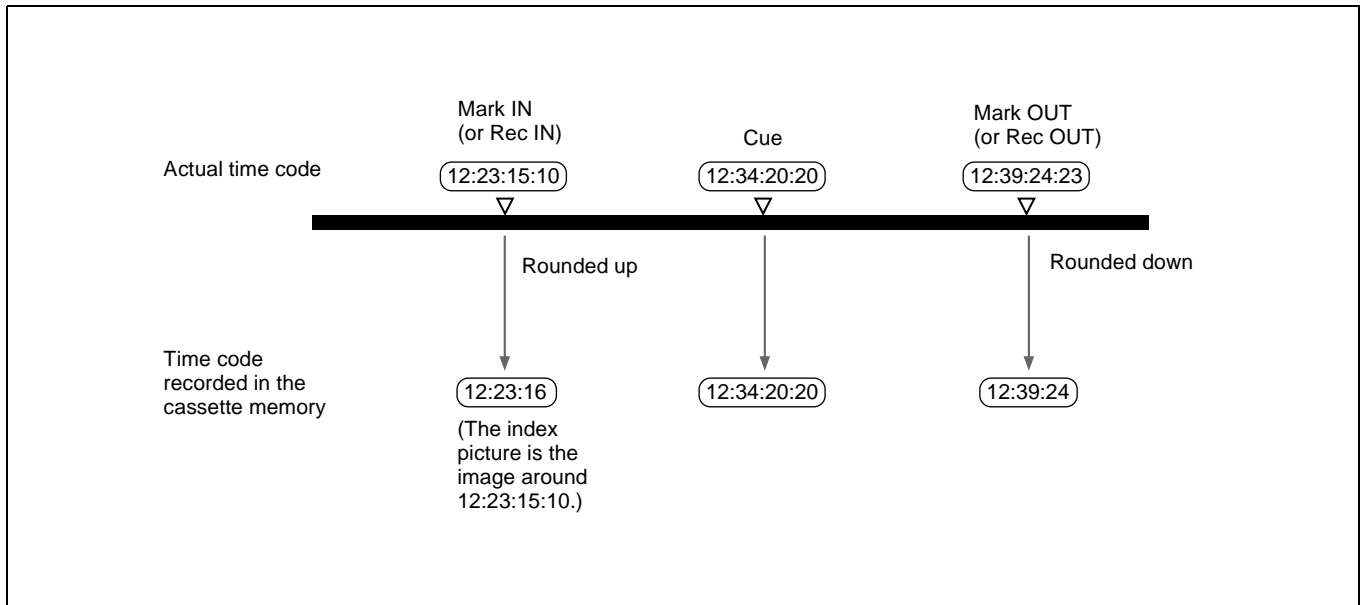 Mark IN
(or Rec IN)
Cue
Mark OUT
(or Rec OUT)
Actual time code
12:23:15:10
12:34:20:20
12:39:24:23
Rounded up
Rounded down
Time code
recorded in the
cassette memory
12:23:16
12:34:20:20
12:39:24
(The index
picture is the
image around
12:23:15:10.)